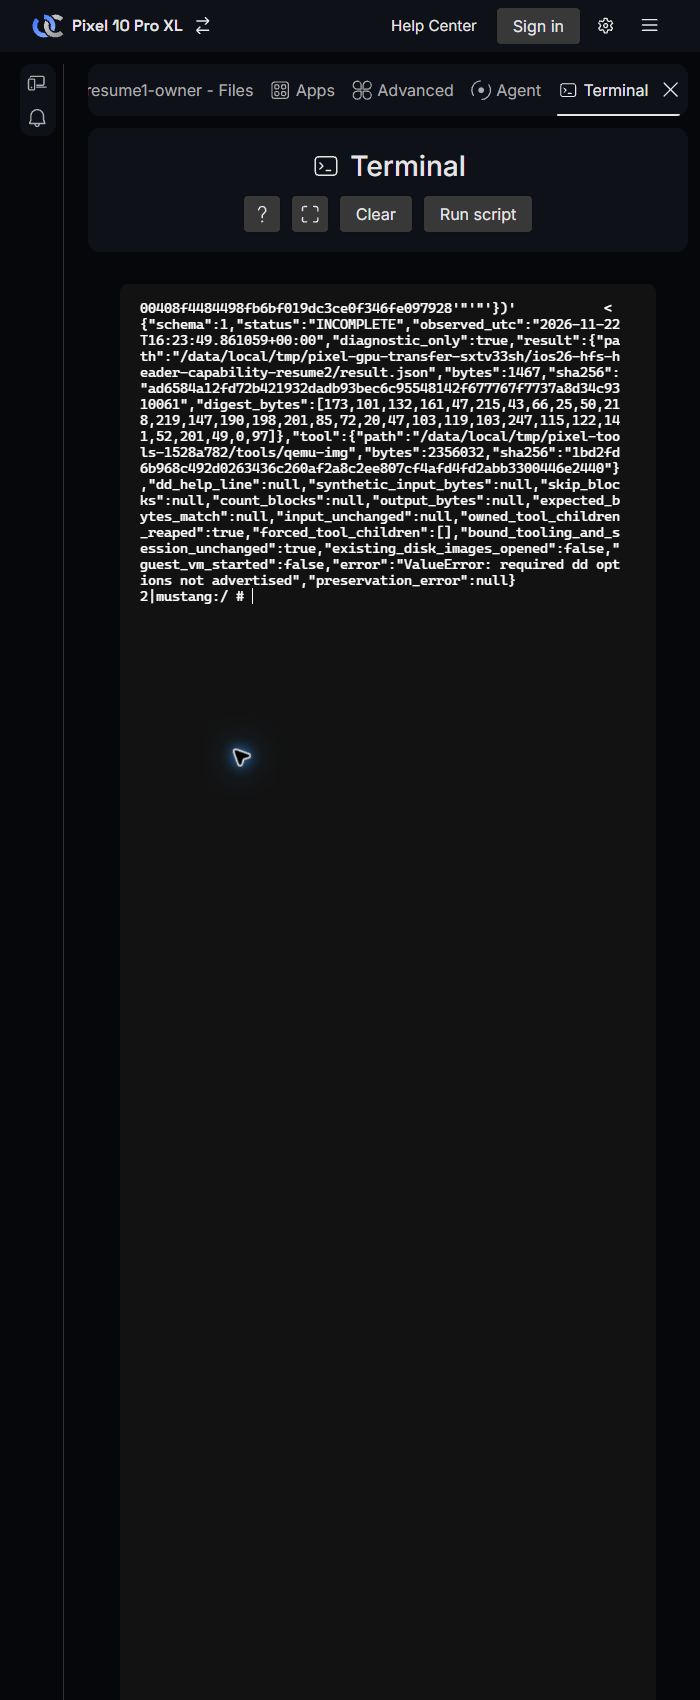 Pixel 10 Pro XL
Help Center
Sign in
resume1-owner - Files
Apps
Advanced
Agent
Terminal
Terminal
?
Clear
Run script
00408f4484498fb6bf019dc3ce0f346fe097928'"'"'})' <
{"schema":1,"status":"INCOMPLETE","observed_utc":"2026-11-22
T16:23:49.861059+00:00","diagnostic_only":true,"result":{"pa
th":"/data/local/tmp/pixel-gpu-transfer-sxtv33sh/ios26-hfs-h
eader-capability-resume2/result.json","bytes":1467,"sha256":
"ad6584a12fd72b421932dadb93bec6c95548142f677767f7737a8d34c93
10061","digest_bytes":[173,101,132,161,47,215,43,66,25,50,21
8,219,147,190,198,201,85,72,20,47,103,119,103,247,115,122,14
1,52,201,49,0,97]},"tool":{"path":"/data/local/tmp/pixel-too
ls-1528a782/tools/qemu-img","bytes":2356032,"sha256":"1bd2fd
6b968c492d0263436c260af2a8c2ee807cf4afd4fd2abb3300446e2440"}
,"dd_help_line":null,"synthetic_input_bytes":null,"skip_bloc
ks":null,"count_blocks":null,"output_bytes":null,"expected_b
ytes_match":null,"input_unchanged":null,"owned_tool_children
_reaped":true,"forced_tool_children":[],"bound_tooling_and_s
ession_unchanged":true,"existing_disk_images_opened":false,"
guest_vm_started":false,"error":"ValueError: required dd opt
ions not advertised","preservation_error":null}
2|mustang:/ #